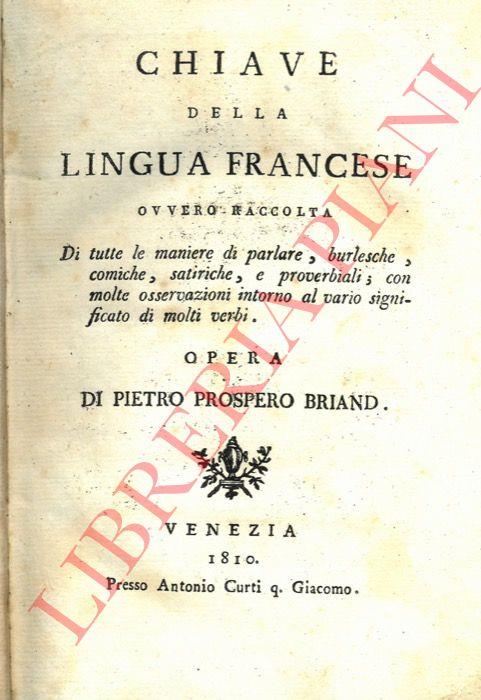 CHIAVE
DELLA
LINGUA FRANCESE
OVVERO RACCOLTA
Di tutte le maniere di parlare, burlesche,
comiche, satiriche, e proverbiali; con
molte osservazioni intorno al vario signi-
ficato di molti verbi.
OPERA
DI PIETRO PROSPERO BRIAND.
VENEZIA
1810.
Presso Antonio Curti q. Giacomo.
LIBRERIA PIANI